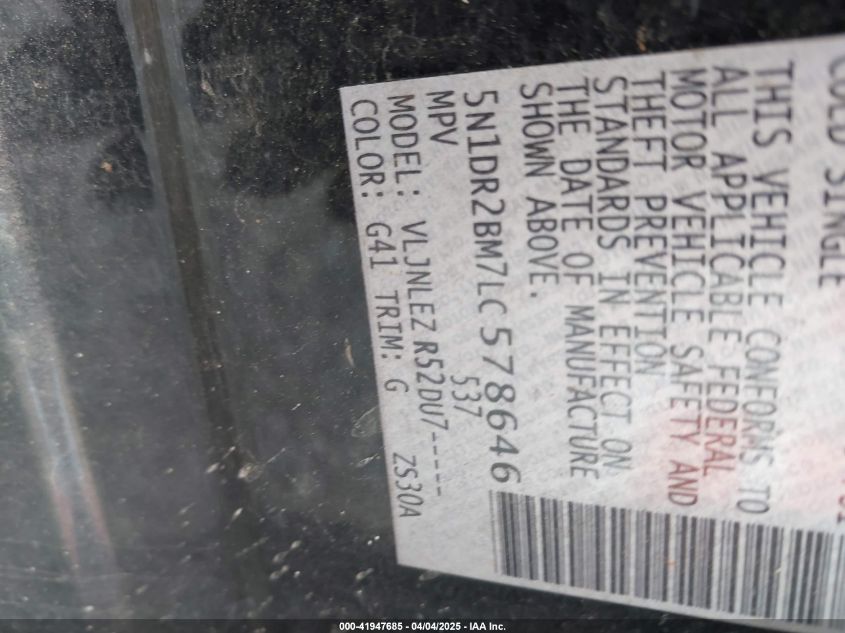 COLD SINGLE
THIS VEHICLE CONFORMS TO
ALL APPLICABLE FEDERAL
MOTOR VEHICLE SAFETY AND
THEFT PREVENTION
STANDARDS IN EFFECT ON
THE DATE OF MANUFACTURE
SHOWN ABOVE.
5N1DR2BM7LC578646
MPV 537
MODEL: VLJNLEZ R52DU7-----
COLOR: G41 TRIM: G ZS30A
000-41947685 - 04/04/2025 - IAA Inc.